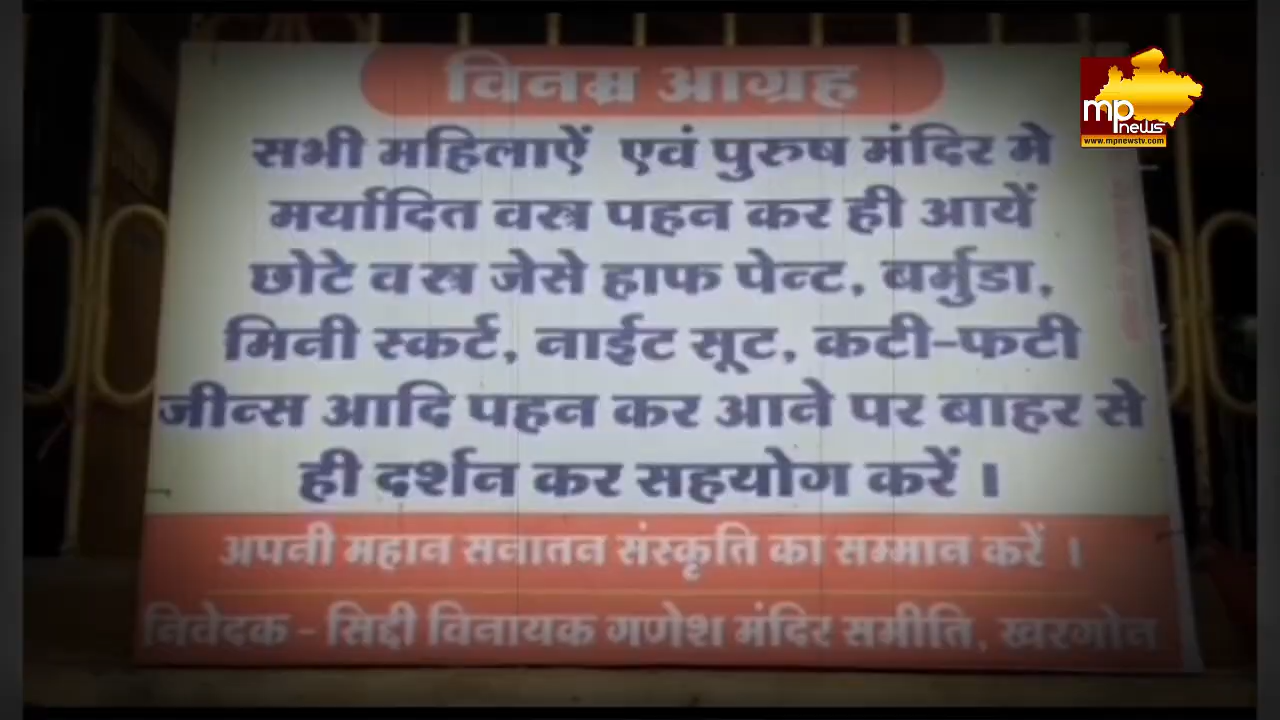 विनम्र आग्रह
सभी महिलाऐं एवं पुरुष मंदिर मे
मर्यादित वस्त्र पहन कर ही आयें
छोटे वस्त्र जेसे हाफ पेन्ट, बर्मुडा,
मिनी स्कर्ट, नाईट सूट, कटी-फटी
जीन्स आदि पहन कर आने पर बाहर से
ही दर्शन कर सहयोग करें ।
अपनी महान सनातन संस्कृति का सम्मान करें ।
निवेदक - सिद्दी विनायक गणेश मंदिर समीति, खरगोन
mp
news
www.mpnewstv.com